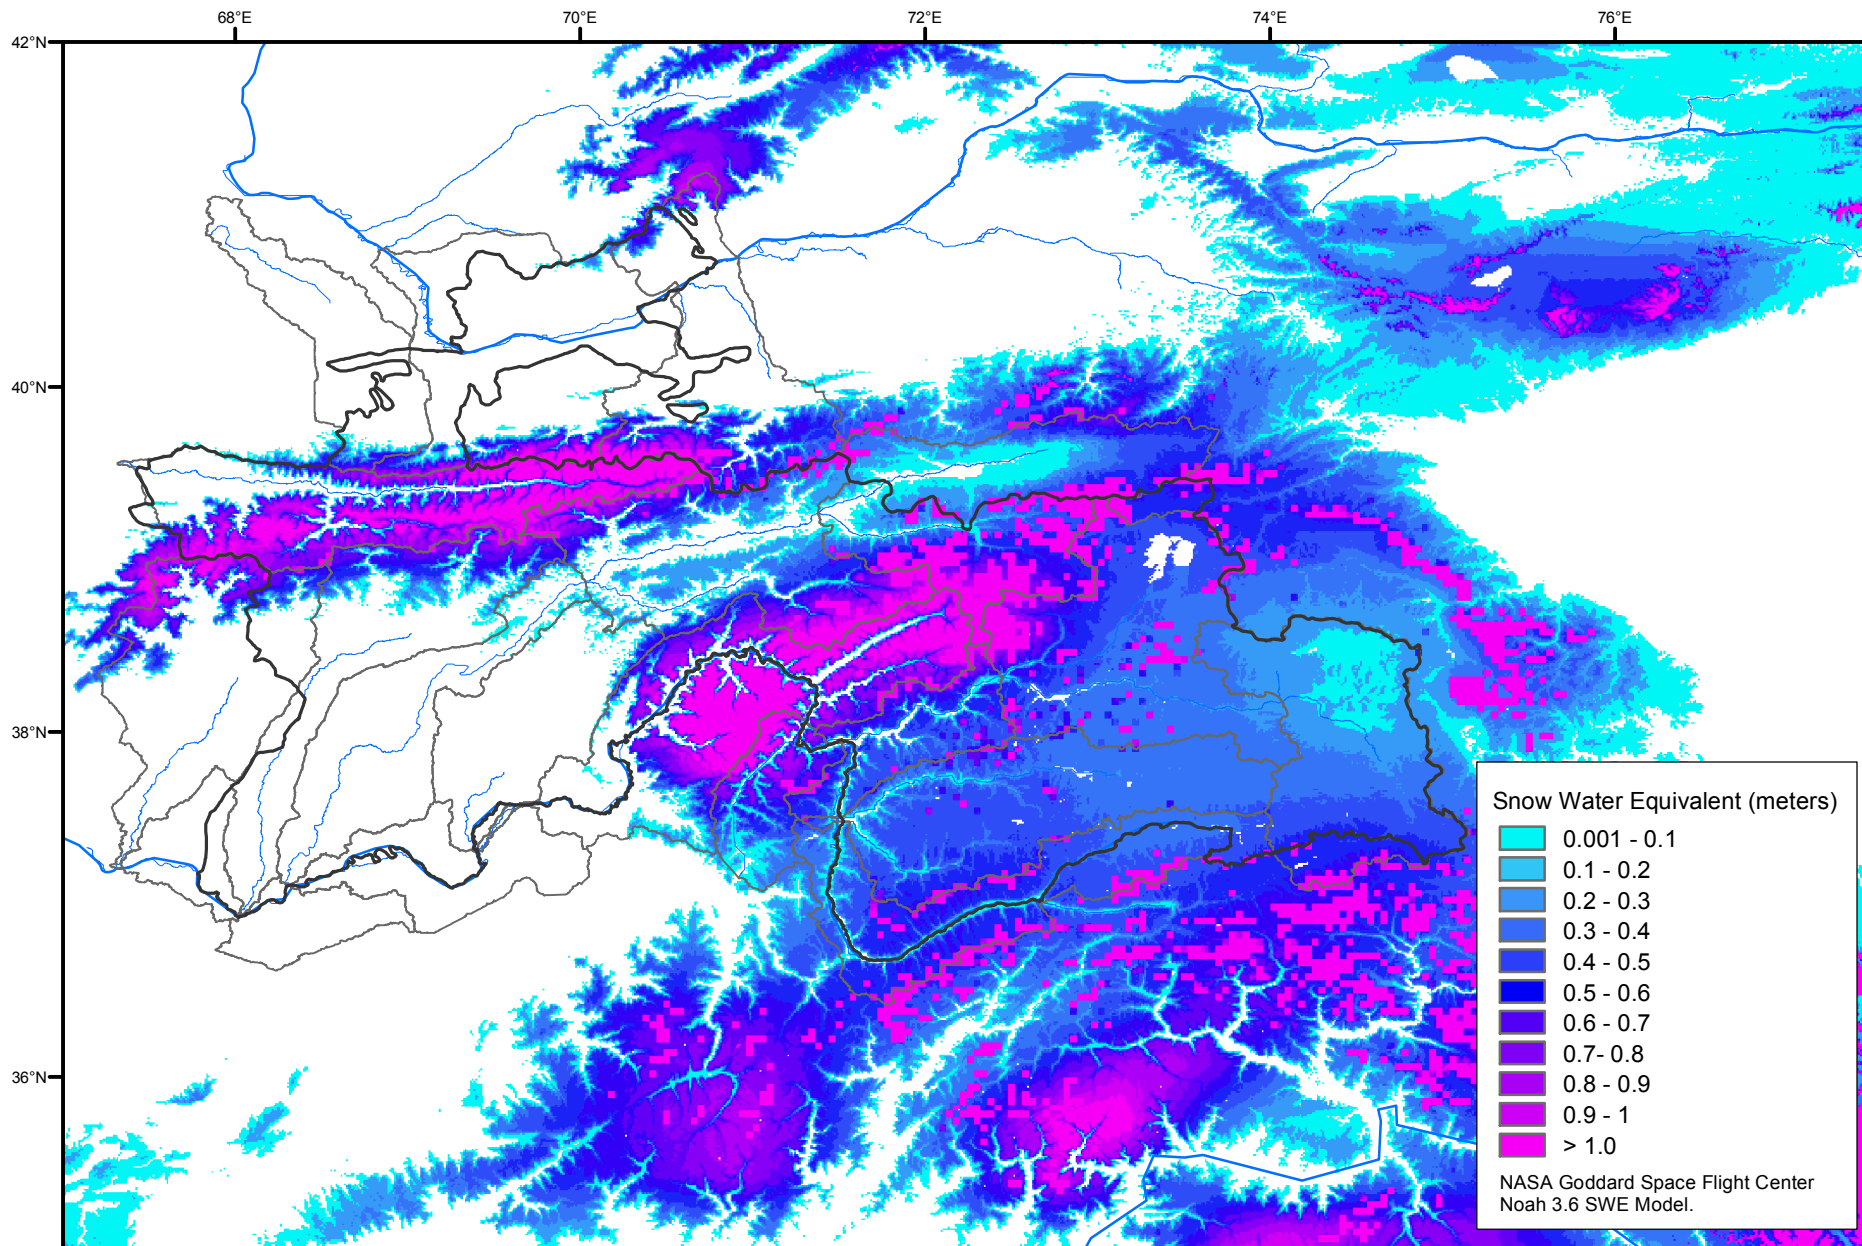 68°E
70°E
72°E
74°E
76°E
42°N
40°N
38°N
36°N
Snow Water Equivalent (meters)
0.001 - 0.1
0.1 - 0.2
0.2 - 0.3
0.3 - 0.4
0.4 - 0.5
0.5 - 0.6
0.6 - 0.7
0.7- 0.8
0.8 - 0.9
0.9 - 1
> 1.0
NASA Goddard Space Flight Center
Noah 3.6 SWE Model.